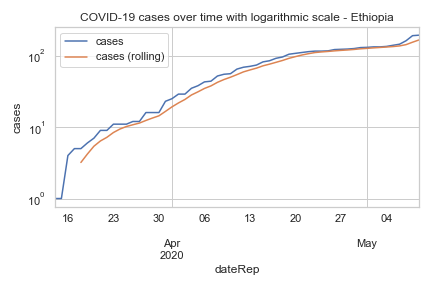 COVID-19 cases over time with logarithmic scale - Ethiopia
cases
cases (rolling)
10²
10¹
10⁰
cases
16 23 30 06 13 20 27 04
Apr May
2020
dateRep